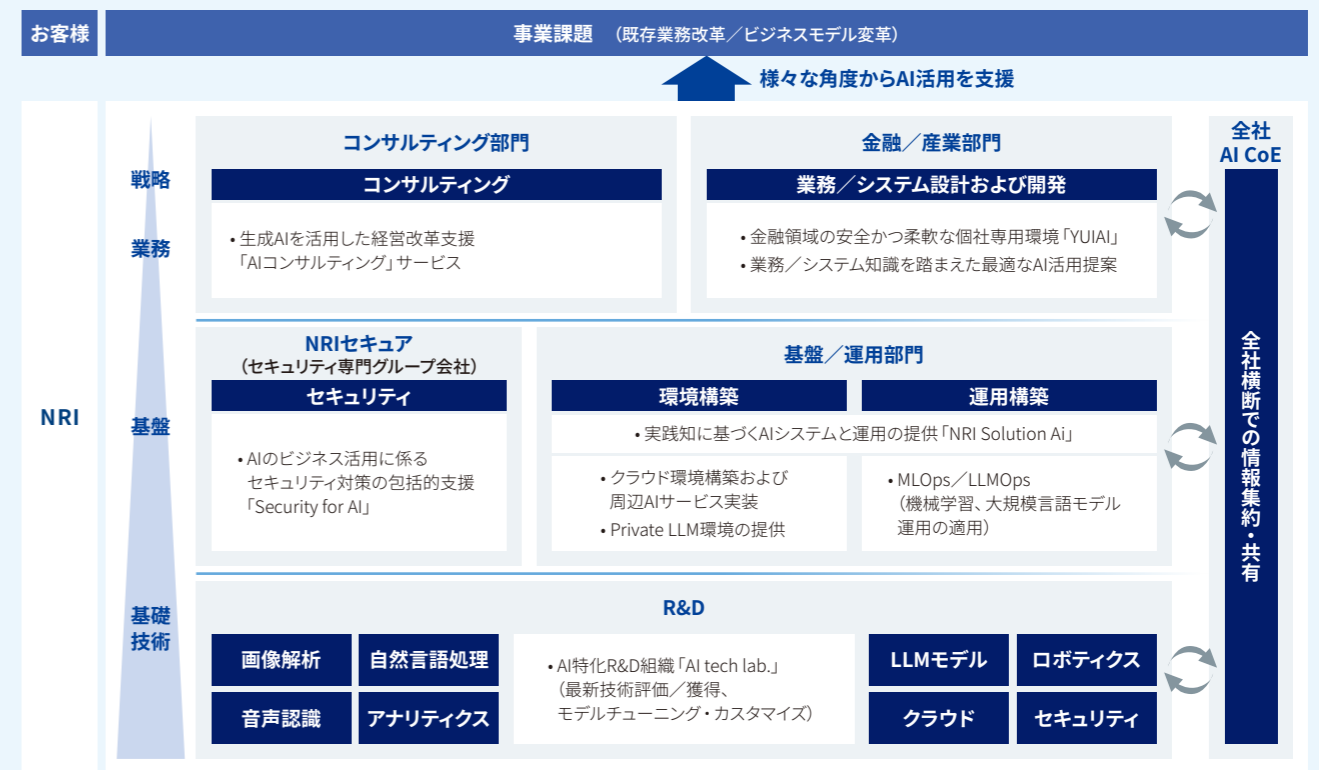 お客様
事業課題 （既存業務改革／ビジネスモデル変革）
様々な角度からAI活用を支援
NRI
戦略
業務
基盤
基礎
技術
コンサルティング部門
コンサルティング
• 生成AIを活用した経営改革支援
「AIコンサルティング」サービス
金融／産業部門
業務／システム設計および開発
• 金融領域の安全かつ柔軟な個社専用環境「YUIAI」
• 業務／システム知識を踏まえた最適なAI活用提案
NRIセキュア
（セキュリティ専門グループ会社）
セキュリティ
• AIのビジネス活用に係る
セキュリティ対策の包括的支援
「Security for AI」
基盤／運用部門
環境構築
運用構築
• 実践知に基づくAIシステムと運用の提供「NRI Solution Ai」
• クラウド環境構築および
周辺AIサービス実装
• Private LLM環境の提供
• MLOps／LLMOps
（機械学習、大規模言語モデル
運用の適用）
R&D
画像解析
自然言語処理
音声認識
アナリティクス
• AI特化R&D組織「AI tech lab.」
（最新技術評価／獲得、
モデルチューニング・カスタマイズ）
LLMモデル
ロボティクス
クラウド
セキュリティ
全社
AI CoE
全社横断での情報集約・共有